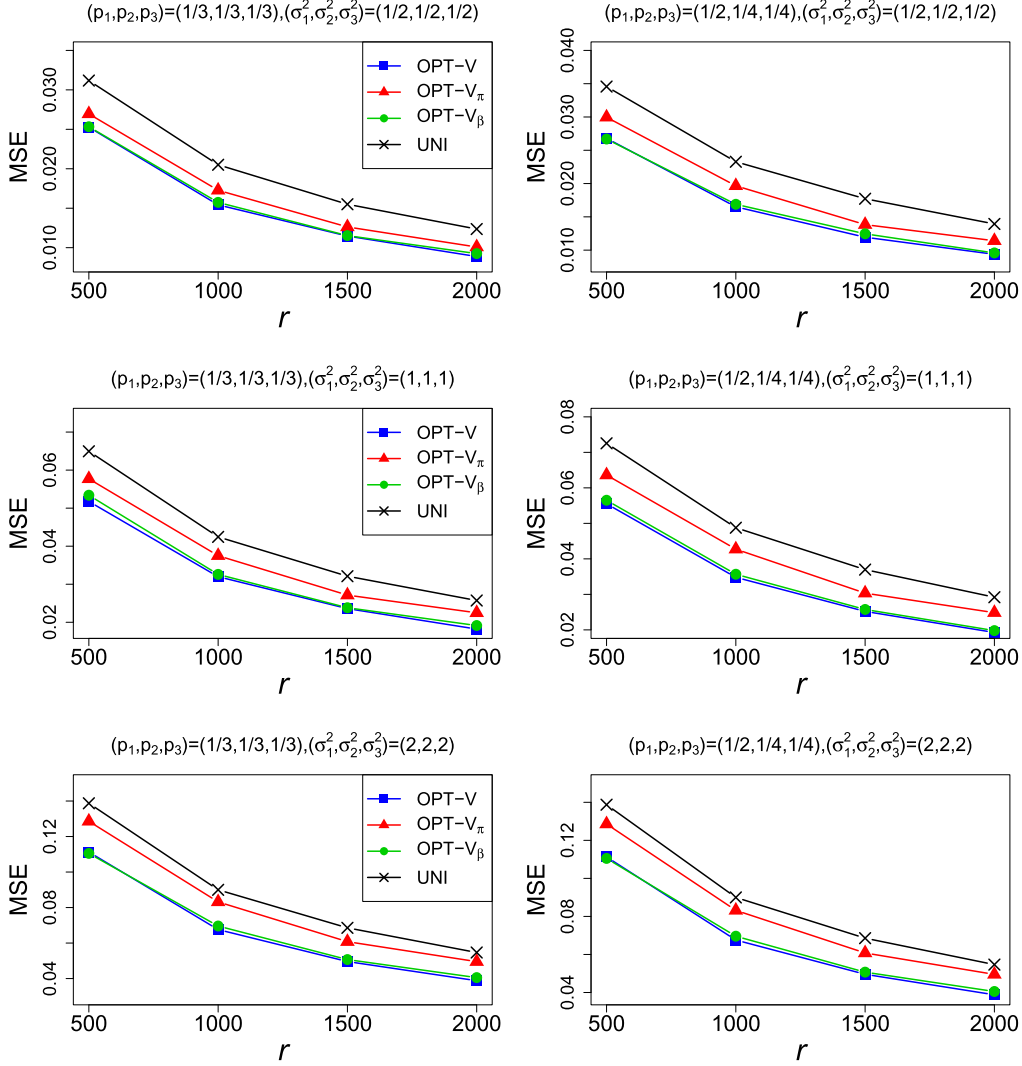 (p₁,p₂,p₃)=(1/3,1/3,1/3),(σ₁²,σ₂²,σ₃²)=(1/2,1/2,1/2)
MSE
0.030
0.020
0.010
OPT−V
OPT−Vπ
OPT−Vβ
UNI
500 1000 1500 2000
r
(p₁,p₂,p₃)=(1/2,1/4,1/4),(σ₁²,σ₂²,σ₃²)=(1/2,1/2,1/2)
MSE
0.040
0.030
0.020
0.010
500 1000 1500 2000
r
(p₁,p₂,p₃)=(1/3,1/3,1/3),(σ₁²,σ₂²,σ₃²)=(1,1,1)
MSE
0.06
0.04
0.02
OPT−V
OPT−Vπ
OPT−Vβ
UNI
500 1000 1500 2000
r
(p₁,p₂,p₃)=(1/2,1/4,1/4),(σ₁²,σ₂²,σ₃²)=(1,1,1)
MSE
0.08
0.06
0.04
0.02
500 1000 1500 2000
r
(p₁,p₂,p₃)=(1/3,1/3,1/3),(σ₁²,σ₂²,σ₃²)=(2,2,2)
MSE
0.12
0.08
0.04
OPT−V
OPT−Vπ
OPT−Vβ
UNI
500 1000 1500 2000
r
(p₁,p₂,p₃)=(1/2,1/4,1/4),(σ₁²,σ₂²,σ₃²)=(2,2,2)
MSE
0.12
0.08
0.04
500 1000 1500 2000
r